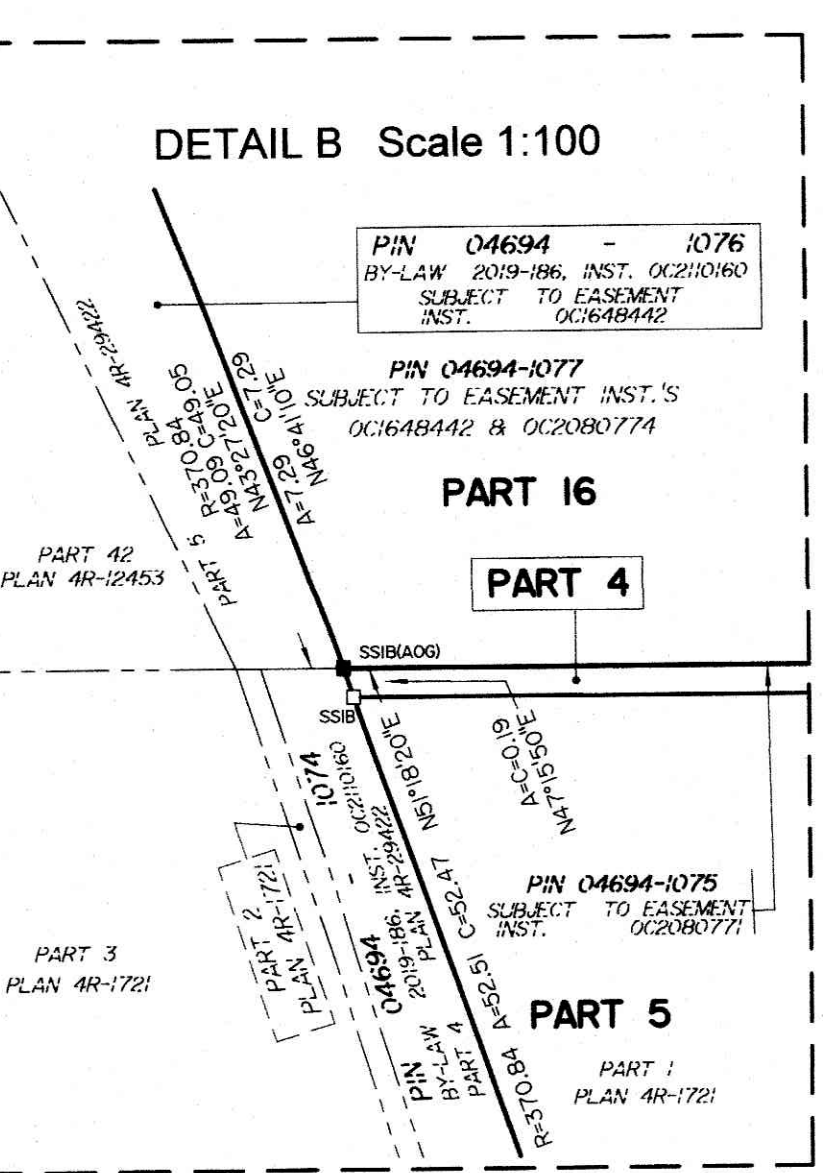 DETAIL B Scale 1:100
PIN 04694 - 1076
BY-LAW 2019-186, INST. OC2110160
SUBJECT TO EASEMENT
INST. OC1648442
PLAN 4R-29422
PART 5
R=370.84
A=49.09 C=49.05
N43°27'20"E
A=7.29 C=7.29
N46°41'10"E
PIN 04694-1077
SUBJECT TO EASEMENT INST.'S
OC1648442 & OC2080774
PART 16
PART 42
PLAN 4R-12453
PART 4
SSIB(AOG)
SSIB
A=C=0.19
N47°15'50"E
1074
PIN 04694 -
BY-LAW 2019-186, INST. OC2110160
PART 4 PLAN 4R-29422
PART 2
PLAN 4R-1721
R=370.84 A=52.51 C=52.47 N51°18'20"E
PIN 04694-1075
SUBJECT TO EASEMENT
INST. OC2080771
PART 3
PLAN 4R-1721
PART 5
PART 1
PLAN 4R-1721